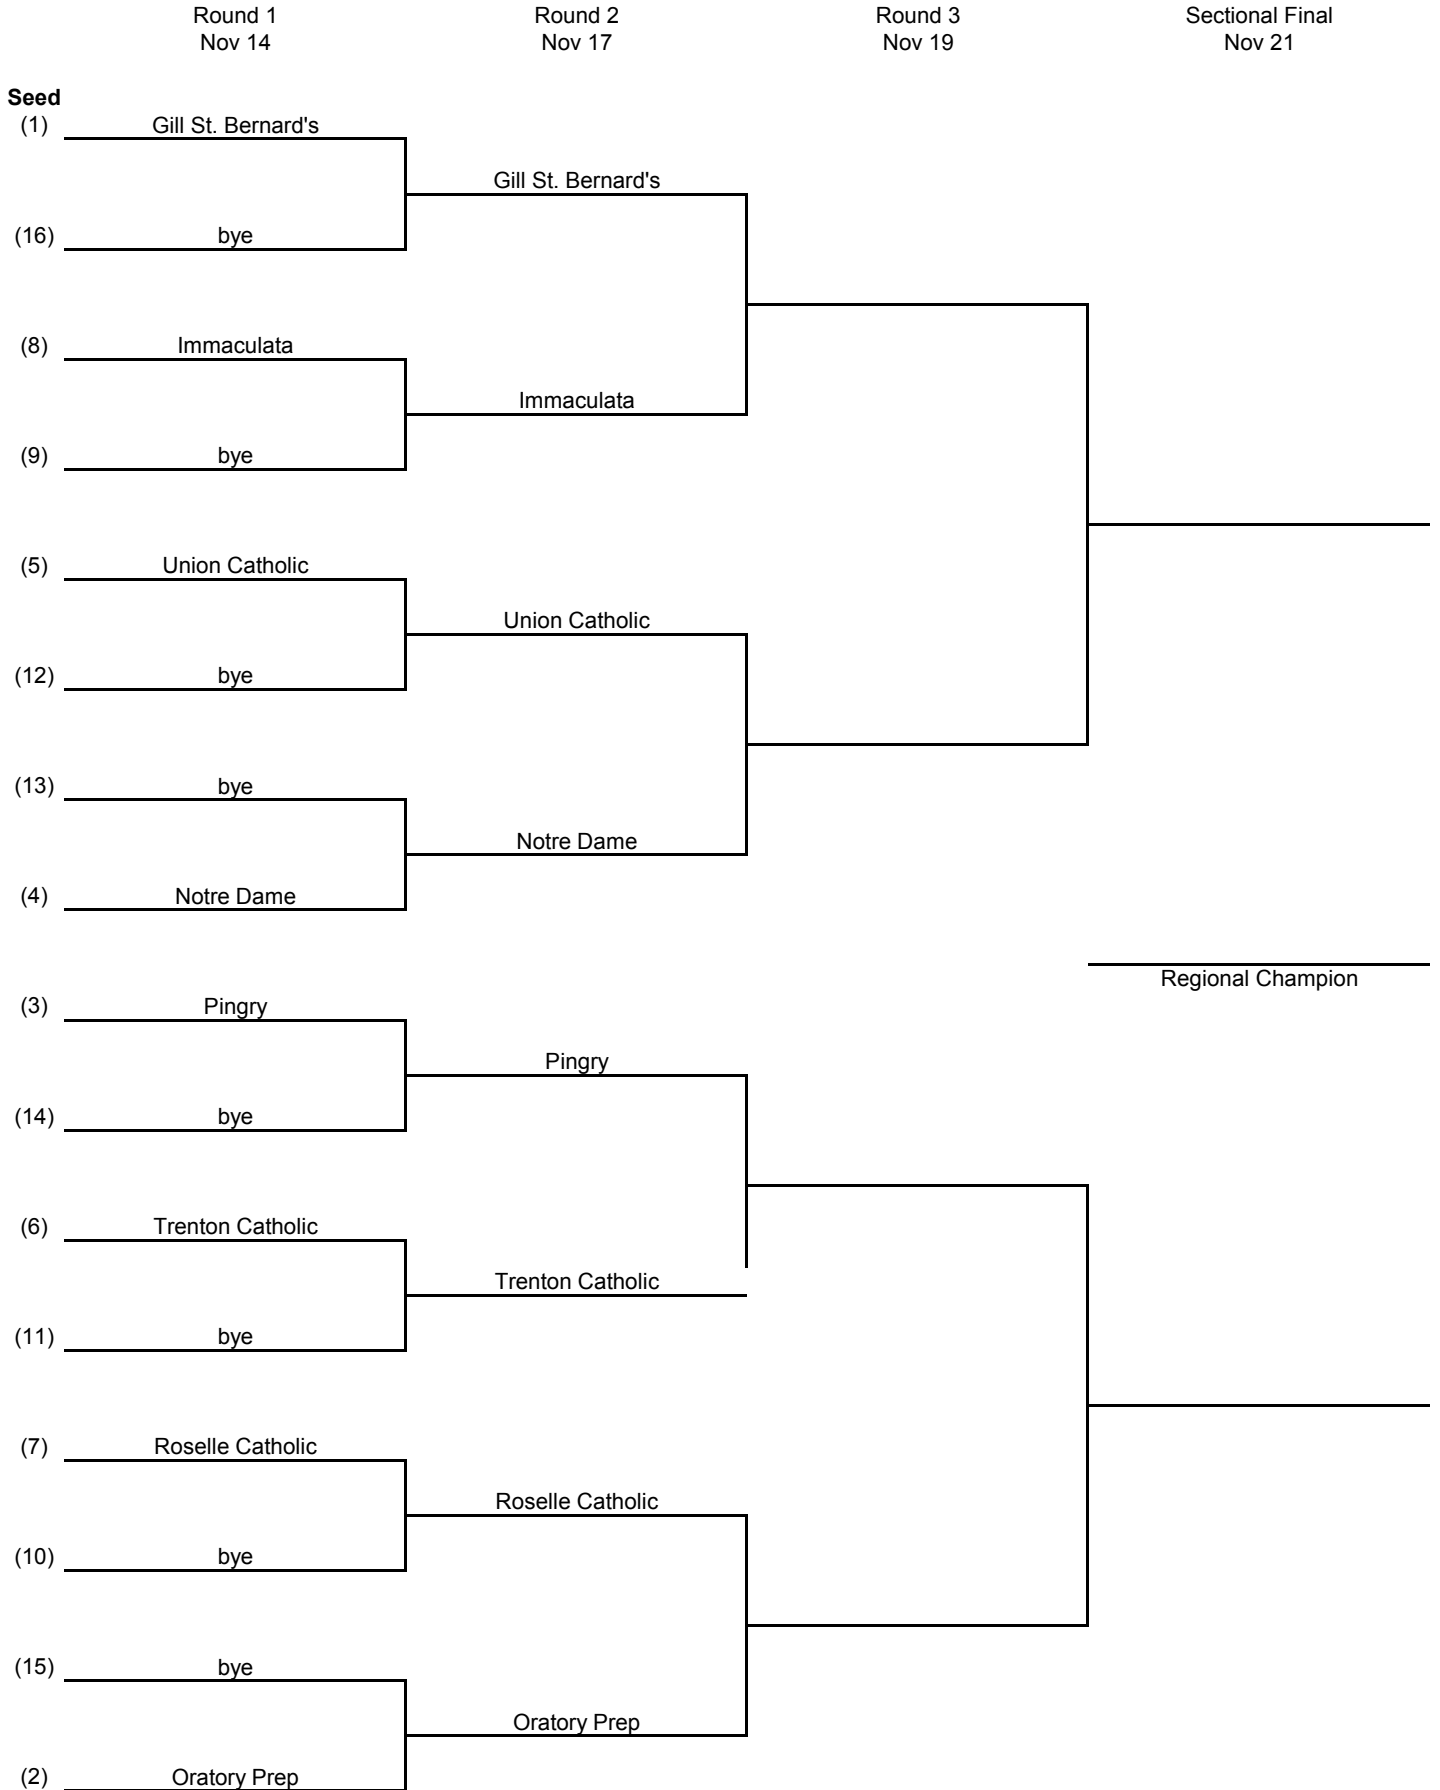 Round 1 Round 2 Round 3 Sectional Final
Nov 14 Nov 17 Nov 19 Nov 21
Seed
(1) Gill St. Bernard's
Gill St. Bernard's
(16) bye
(8) Immaculata
Immaculata
(9) bye
(5) Union Catholic
Union Catholic
(12) bye
(13) bye
Notre Dame
(4) Notre Dame
Regional Champion
(3) Pingry
Pingry
(14) bye
(6) Trenton Catholic
Trenton Catholic
(11) bye
(7) Roselle Catholic
Roselle Catholic
(10) bye
(15) bye
Oratory Prep
(2) Oratory Prep